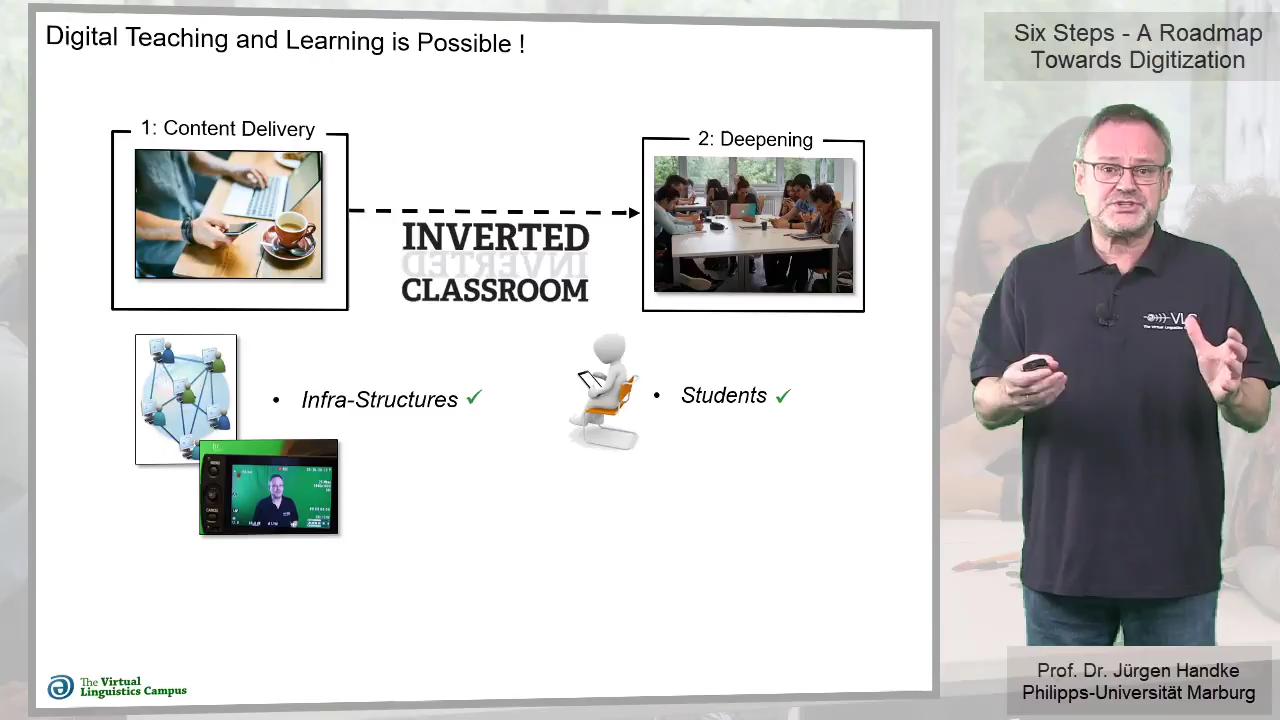 Digital Teaching and Learning is Possible !
Six Steps - A Roadmap
Towards Digitization
1: Content Delivery
2: Deepening
INVERTED
CLASSROOM
• Infra-Structures ✓
• Students ✓
VLC
The Virtual
Linguistics Campus
Prof. Dr. Jürgen Handke
Philipps-Universität Marburg